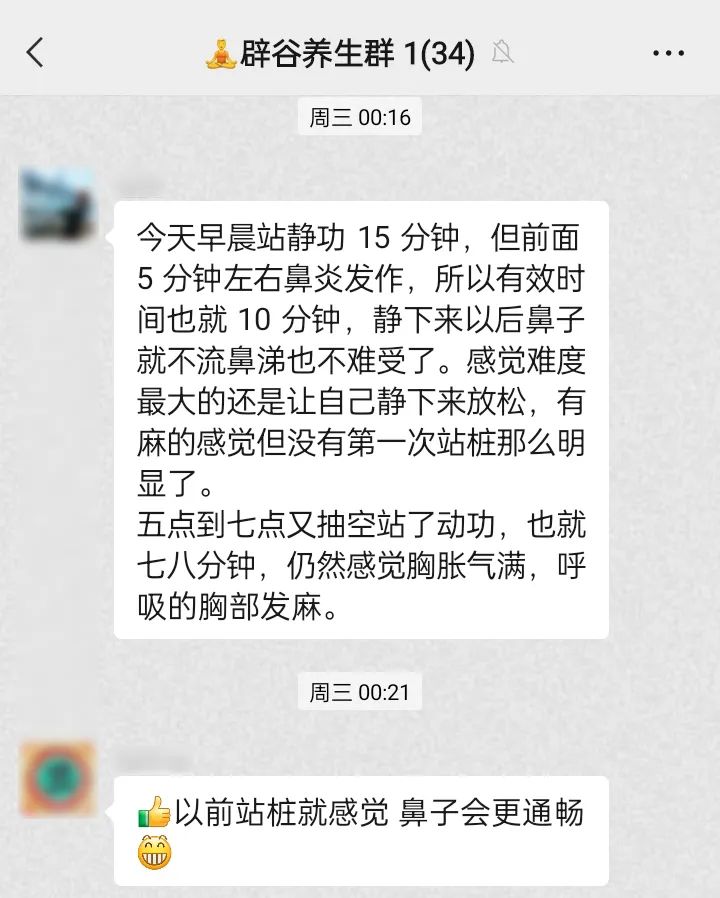 🧘辟谷养生群 1(34)
周三 00:16
今天早晨站静功 15 分钟，但前面
5 分钟左右鼻炎发作，所以有效时
间也就 10 分钟，静下来以后鼻子
就不流鼻涕也不难受了。感觉难度
最大的还是让自己静下来放松，有
麻的感觉但没有第一次站桩那么明
显了。
五点到七点又抽空站了动功，也就
七八分钟，仍然感觉胸胀气满，呼
吸的胸部发麻。
周三 00:21
👍以前站桩就感觉 鼻子会更通畅
😁